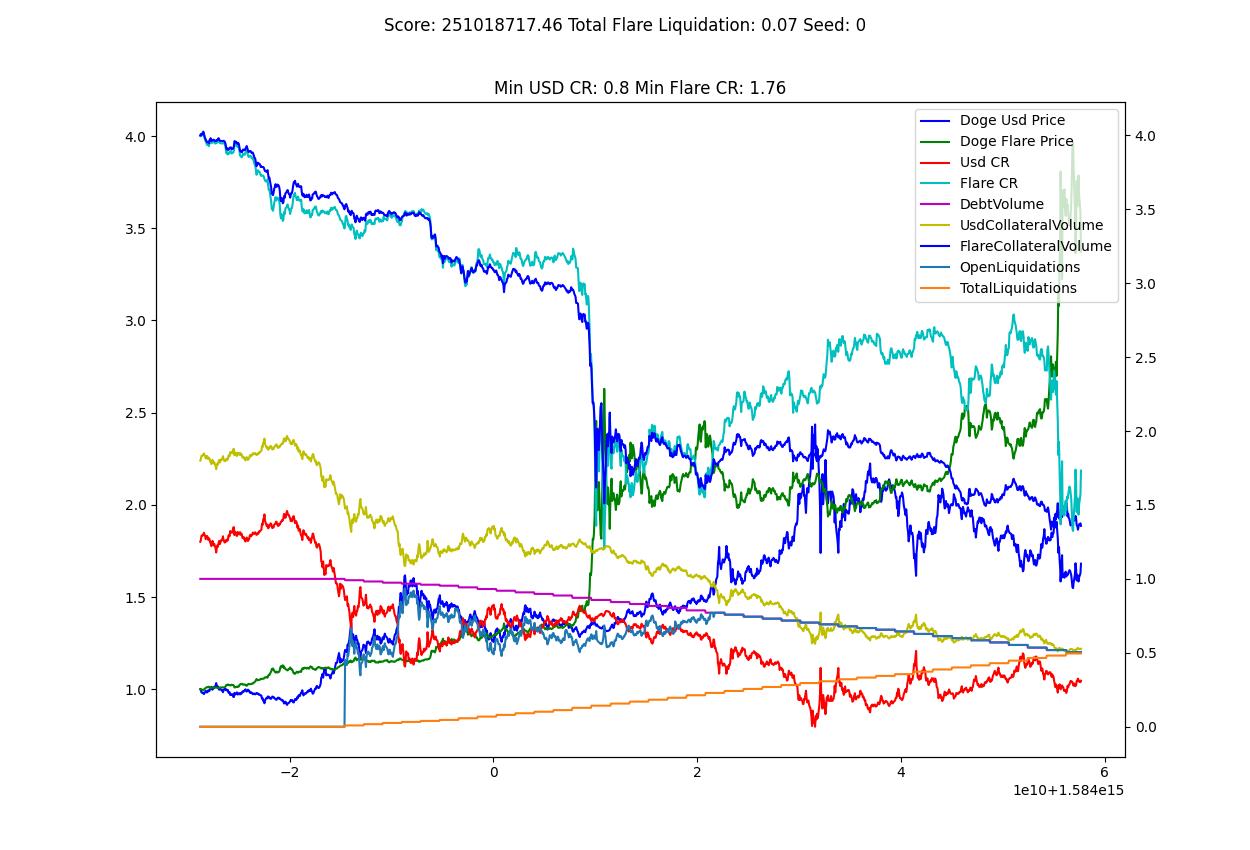 Score: 251018717.46 Total Flare Liquidation: 0.07 Seed: 0
Min USD CR: 0.8 Min Flare CR: 1.76
Doge Usd Price
Doge Flare Price
Usd CR
Flare CR
DebtVolume
UsdCollateralVolume
FlareCollateralVolume
OpenLiquidations
TotalLiquidations
4.0
3.5
3.0
2.5
2.0
1.5
1.0
4.0
3.5
3.0
2.5
2.0
1.5
1.0
0.5
0.0
−2 0 2 4 6
1e10+1.584e15